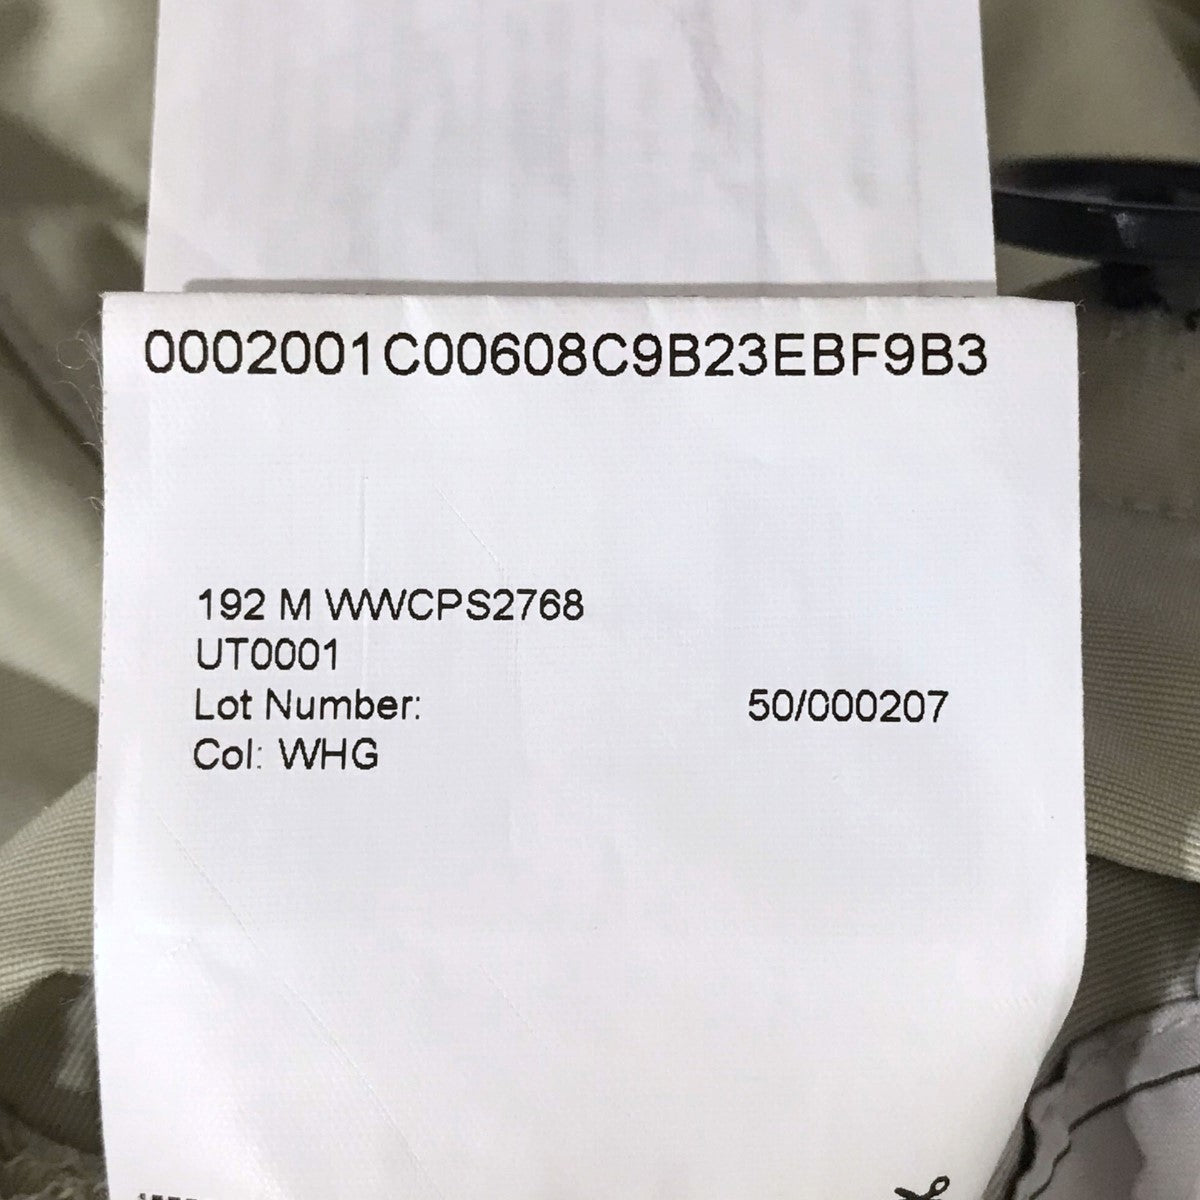 0002001C00608C9B23EBF9B3
192 M WWCPS2768
UT0001
Lot Number: 50/000207
Col: WHG